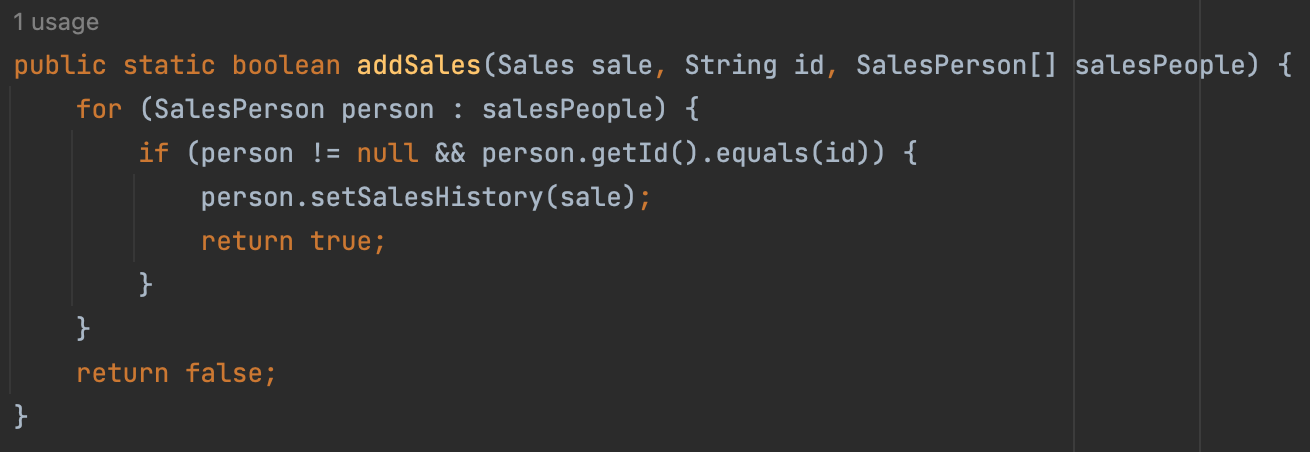 1 usage
public static boolean addSales(Sales sale, String id, SalesPerson[] salesPeople) {
    for (SalesPerson person : salesPeople) {
        if (person != null && person.getId().equals(id)) {
            person.setSalesHistory(sale);
            return true;
        }
    }
    return false;
}